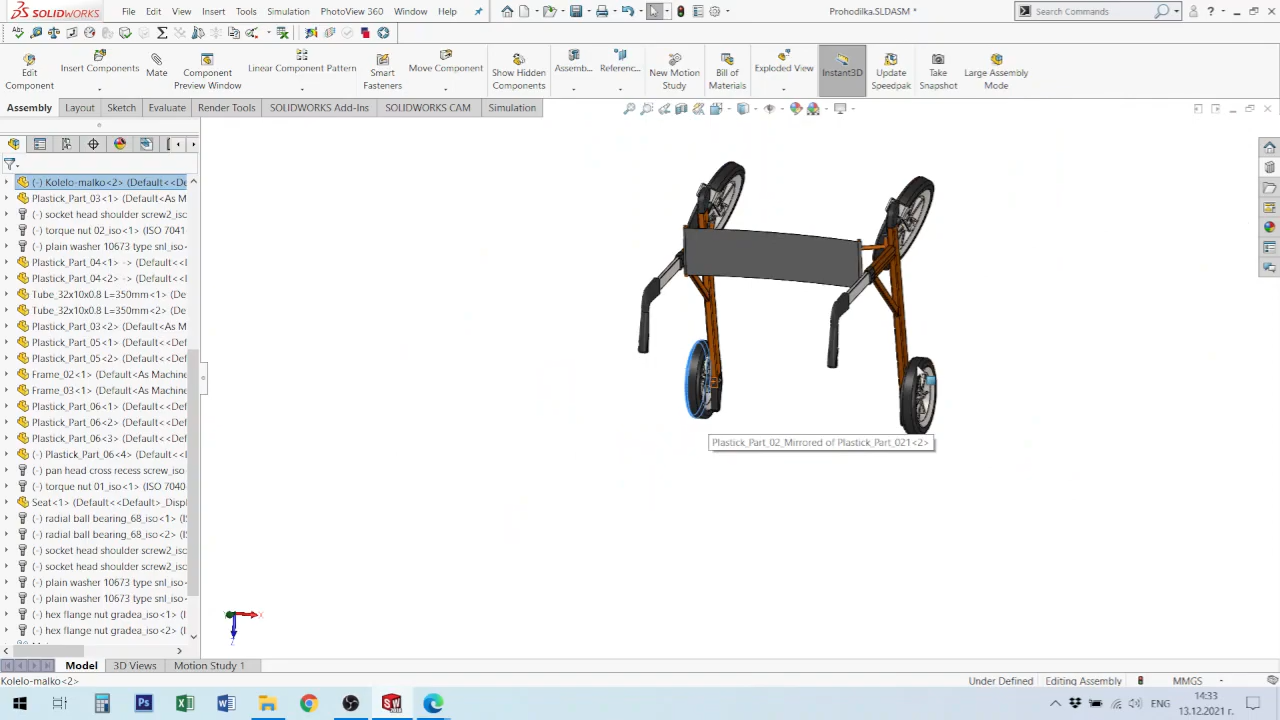 SOLIDWORKS
File Edit View Insert Tools Simulation PhotoView 360 Window Help
Prohodilka.SLDASM *
Search Commands
Edit Component
Insert Components
Mate
Component Preview Window
Linear Component Pattern
Smart Fasteners
Move Component
Show Hidden Components
Assemb...
Referenc...
New Motion Study
Bill of Materials
Exploded View
Instant3D
Update Speedpak
Take Snapshot
Large Assembly Mode
Assembly Layout Sketch Evaluate Render Tools SOLIDWORKS Add-Ins SOLIDWORKS CAM Simulation
(-) Kolelo-malko<2> (Default<<De
Plastick_Part_03<1> (Default<As M
(-) socket head shoulder screw2_isc
(-) torque nut 02_iso<1> (ISO 7041
(-) plain washer 10673 type snl_iso‹
Plastick_Part_04<1> -> (Default<<I
Plastick_Part_04<2> -> (Default<<I
Tube_32x10x0.8 L=350mm<1> (De
Tube_32x10x0.8 L=350mm<2> (De
Plastick_Part_03<2> (Default<As M
Plastick_Part_05<1> (Default<<Def
Plastick_Part_05<2> (Default<<Def
Frame_02<1> (Default<As Machine
Frame_03<1> (Default<As Machine
Plastick_Part_06<1> (Default<<Def
Plastick_Part_06<2> (Default<<Def
Plastick_Part_06<3> (Default<<Def
(-) Plastick_Part_06<4> (Default<<I
(-) pan head cross recess screw_iso
(-) torque nut 01_iso<1> (ISO 7040
Seat<1> (Default<<Default>_Displ
(-) radial ball bearing_68_iso<1> (IS
(-) radial ball bearing_68_iso<2> (IS
(-) socket head shoulder screw2_isc
(-) socket head shoulder screw2_isc
(-) plain washer 10673 type snl_iso‹
(-) plain washer 10673 type snl_iso‹
(-) hex flange nut gradea_iso<1> (I
(-) hex flange nut gradea_iso<2> (I
Plastick_Part_02_Mirrored of Plastick_Part_021<2>
X
Z
Model 3D Views Motion Study 1
Kolelo-malko<2>
Under Defined Editing Assembly MMGS
ЕНГ
14:33
13.12.2021 г.